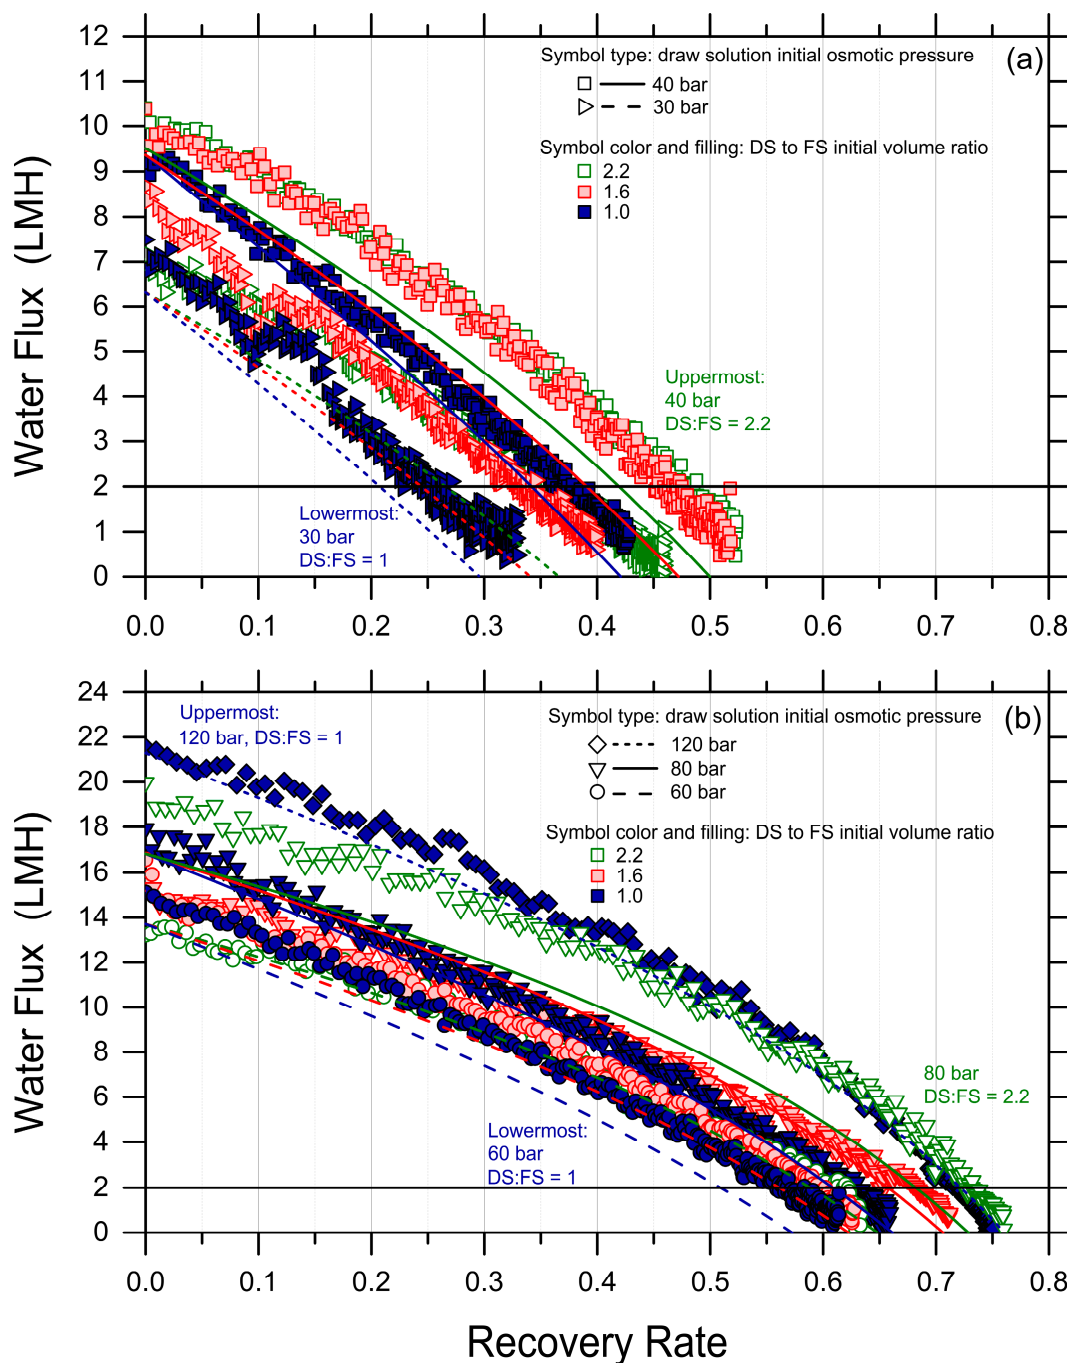 12
11
10
9
8
7
6
5
4
3
2
1
0
Water Flux (LMH)
Symbol type: draw solution initial osmotic pressure
(a)
40 bar
30 bar
Symbol color and filling: DS to FS initial volume ratio
2.2
1.6
1.0
Uppermost:
40 bar
DS:FS = 2.2
Lowermost:
30 bar
DS:FS = 1
0.0 0.1 0.2 0.3 0.4 0.5 0.6 0.7 0.8
24
22
20
18
16
14
12
10
8
6
4
2
0
Water Flux (LMH)
Uppermost:
120 bar, DS:FS = 1
Symbol type: draw solution initial osmotic pressure
(b)
120 bar
80 bar
60 bar
Symbol color and filling: DS to FS initial volume ratio
2.2
1.6
1.0
80 bar
DS:FS = 2.2
Lowermost:
60 bar
DS:FS = 1
0.0 0.1 0.2 0.3 0.4 0.5 0.6 0.7 0.8
Recovery Rate